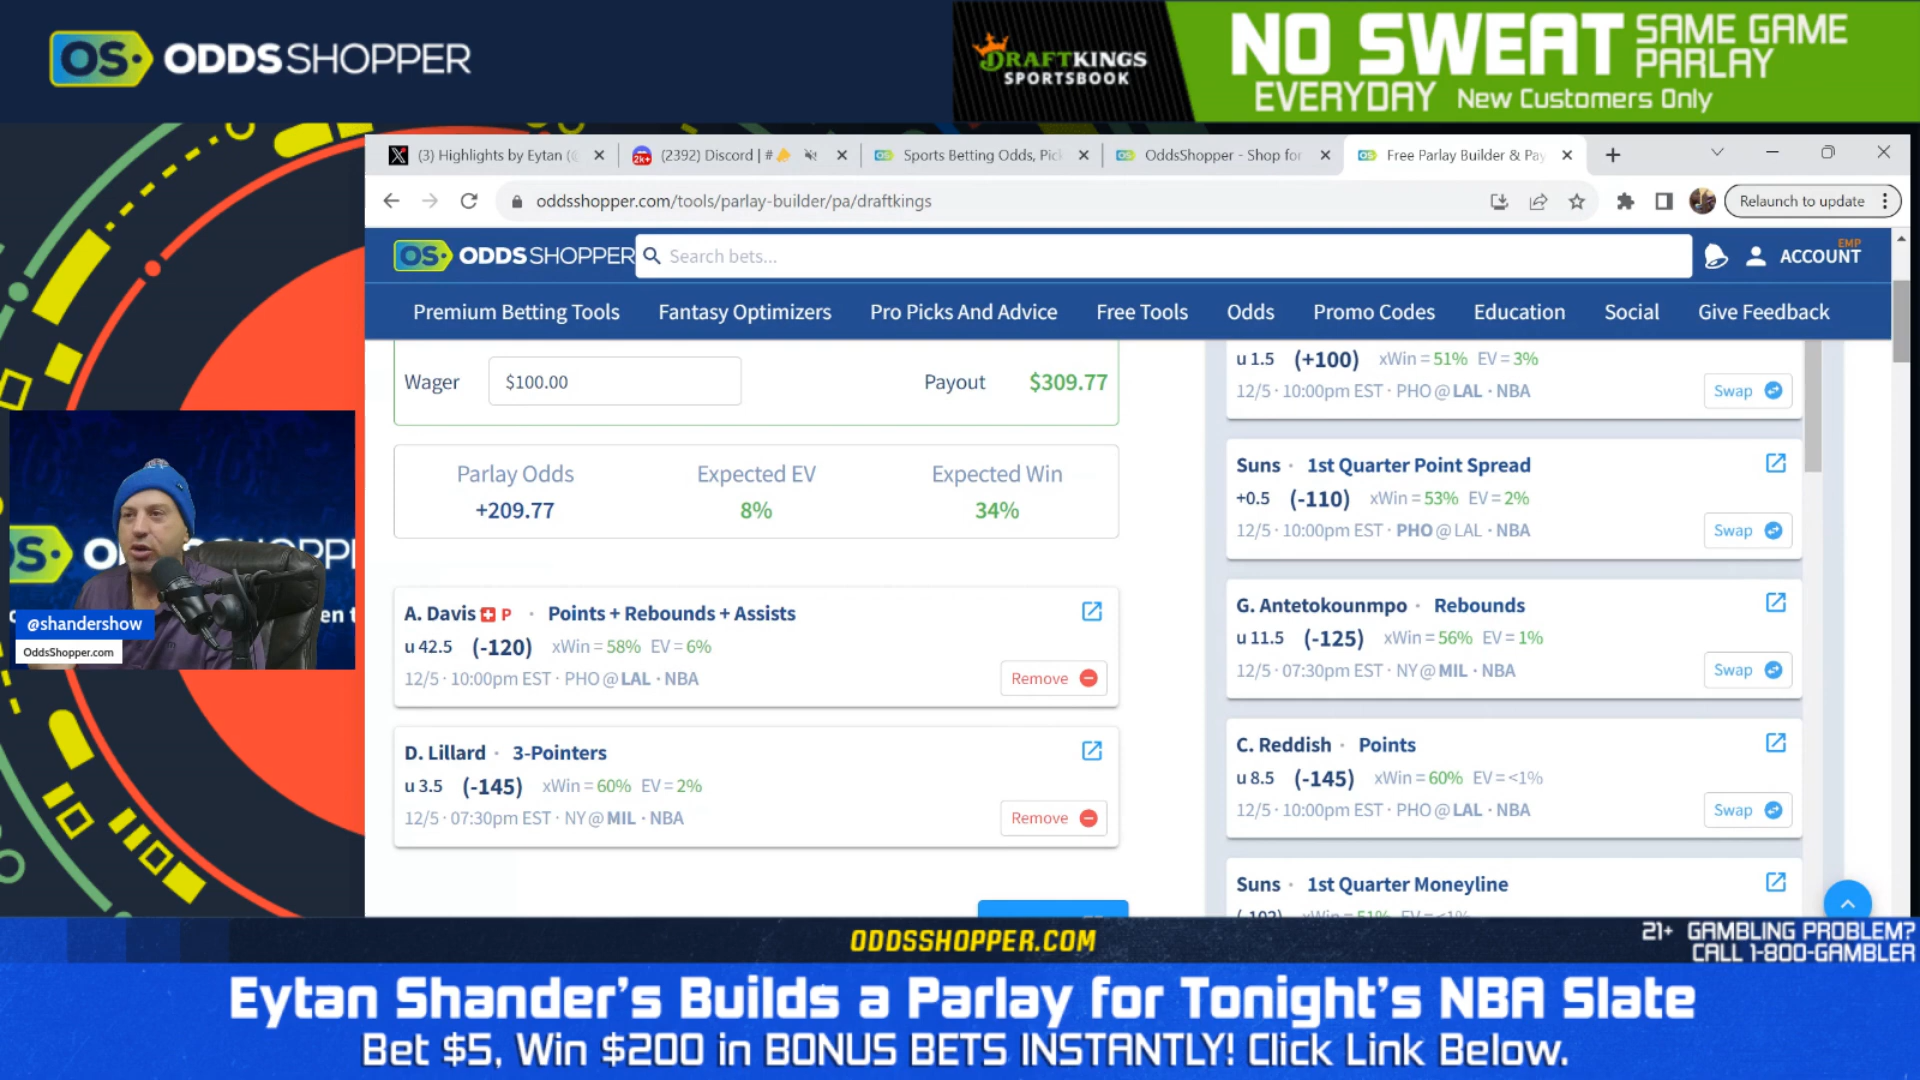 OS ODDSSHOPPER
DRAFTKINGS
SPORTSBOOK
NO SWEAT SAME GAME
PARLAY
EVERYDAY New Customers Only
(3) Highlights by Eytan (
2k+ (2392) Discord | #
Sports Betting Odds, Pic
OddsShopper - Shop for
Free Parlay Builder & Pay
oddsshopper.com/tools/parlay-builder/pa/draftkings
Relaunch to update
OS ODDSSHOPPER
Search bets...
EMP
ACCOUNT
Premium Betting Tools Fantasy Optimizers Pro Picks And Advice Free Tools Odds Promo Codes Education Social Give Feedback
Wager $100.00 Payout $309.77
Parlay Odds Expected EV Expected Win
+209.77 8% 34%
A. Davis P · Points + Rebounds + Assists
u 42.5 (-120) xWin = 58% EV = 6%
12/5 · 10:00pm EST · PHO @ LAL · NBA
Remove
D. Lillard · 3-Pointers
u 3.5 (-145) xWin = 60% EV = 2%
12/5 · 07:30pm EST · NY @ MIL · NBA
Remove
u 1.5 (+100) xWin = 51% EV = 3%
12/5 · 10:00pm EST · PHO @ LAL · NBA
Swap
Suns · 1st Quarter Point Spread
+0.5 (-110) xWin = 53% EV = 2%
12/5 · 10:00pm EST · PHO @ LAL · NBA
Swap
G. Antetokounmpo · Rebounds
u 11.5 (-125) xWin = 56% EV = 1%
12/5 · 07:30pm EST · NY @ MIL · NBA
Swap
C. Reddish · Points
u 8.5 (-145) xWin = 60% EV = <1%
12/5 · 10:00pm EST · PHO @ LAL · NBA
Swap
Suns · 1st Quarter Moneyline
@shandershow
OddsShopper.com
ODDSSHOPPER.COM
21+ GAMBLING PROBLEM?
CALL 1-800-GAMBLER
Eytan Shander's Builds a Parlay for Tonight's NBA Slate
Bet $5, Win $200 in BONUS BETS INSTANTLY! Click Link Below.